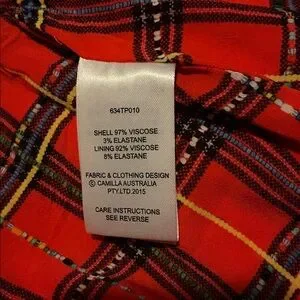 634TP010
SHELL 97% VISCOSE
3% ELASTANE
LINING 92% VISCOSE
8% ELASTANE
FABRIC & CLOTHING DESIGN
© CAMILLA AUSTRALIA
PTY.LTD.2015
CARE INSTRUCTIONS
SEE REVERSE